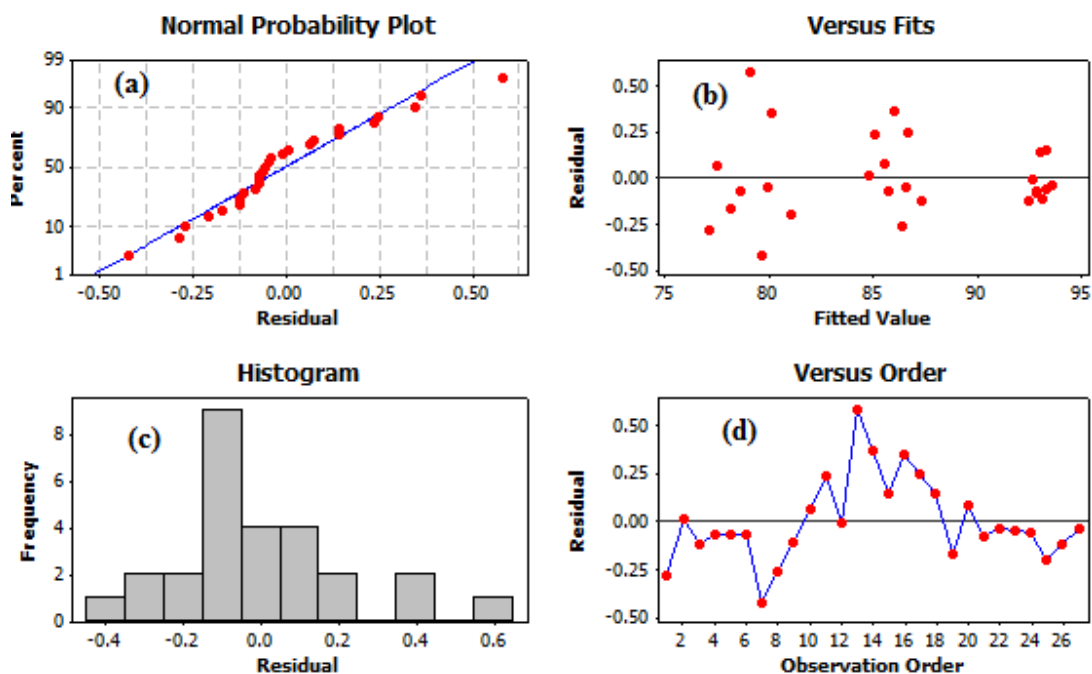 Normal Probability Plot
(a)
Percent
99
90
50
10
1
-0.50 -0.25 0.00 0.25 0.50
Residual
Versus Fits
(b)
Residual
0.50
0.25
0.00
-0.25
-0.50
75 80 85 90 95
Fitted Value
Histogram
(c)
Frequency
8
6
4
2
0
-0.4 -0.2 0.0 0.2 0.4 0.6
Residual
Versus Order
(d)
Residual
0.50
0.25
0.00
-0.25
-0.50
2 4 6 8 10 12 14 16 18 20 22 24 26
Observation Order